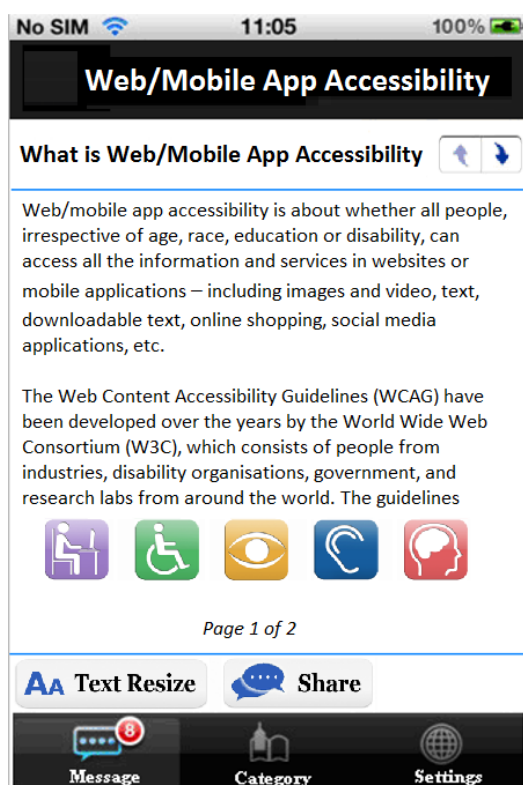 No SIM 11:05 100%
Web/Mobile App Accessibility
What is Web/Mobile App Accessibility
Web/mobile app accessibility is about whether all people,
irrespective of age, race, education or disability, can
access all the information and services in websites or
mobile applications – including images and video, text,
downloadable text, online shopping, social media
applications, etc.
The Web Content Accessibility Guidelines (WCAG) have
been developed over the years by the World Wide Web
Consortium (W3C), which consists of people from
industries, disability organisations, government, and
research labs from around the world. The guidelines
Page 1 of 2
AA Text Resize Share
8
Message Category Settings